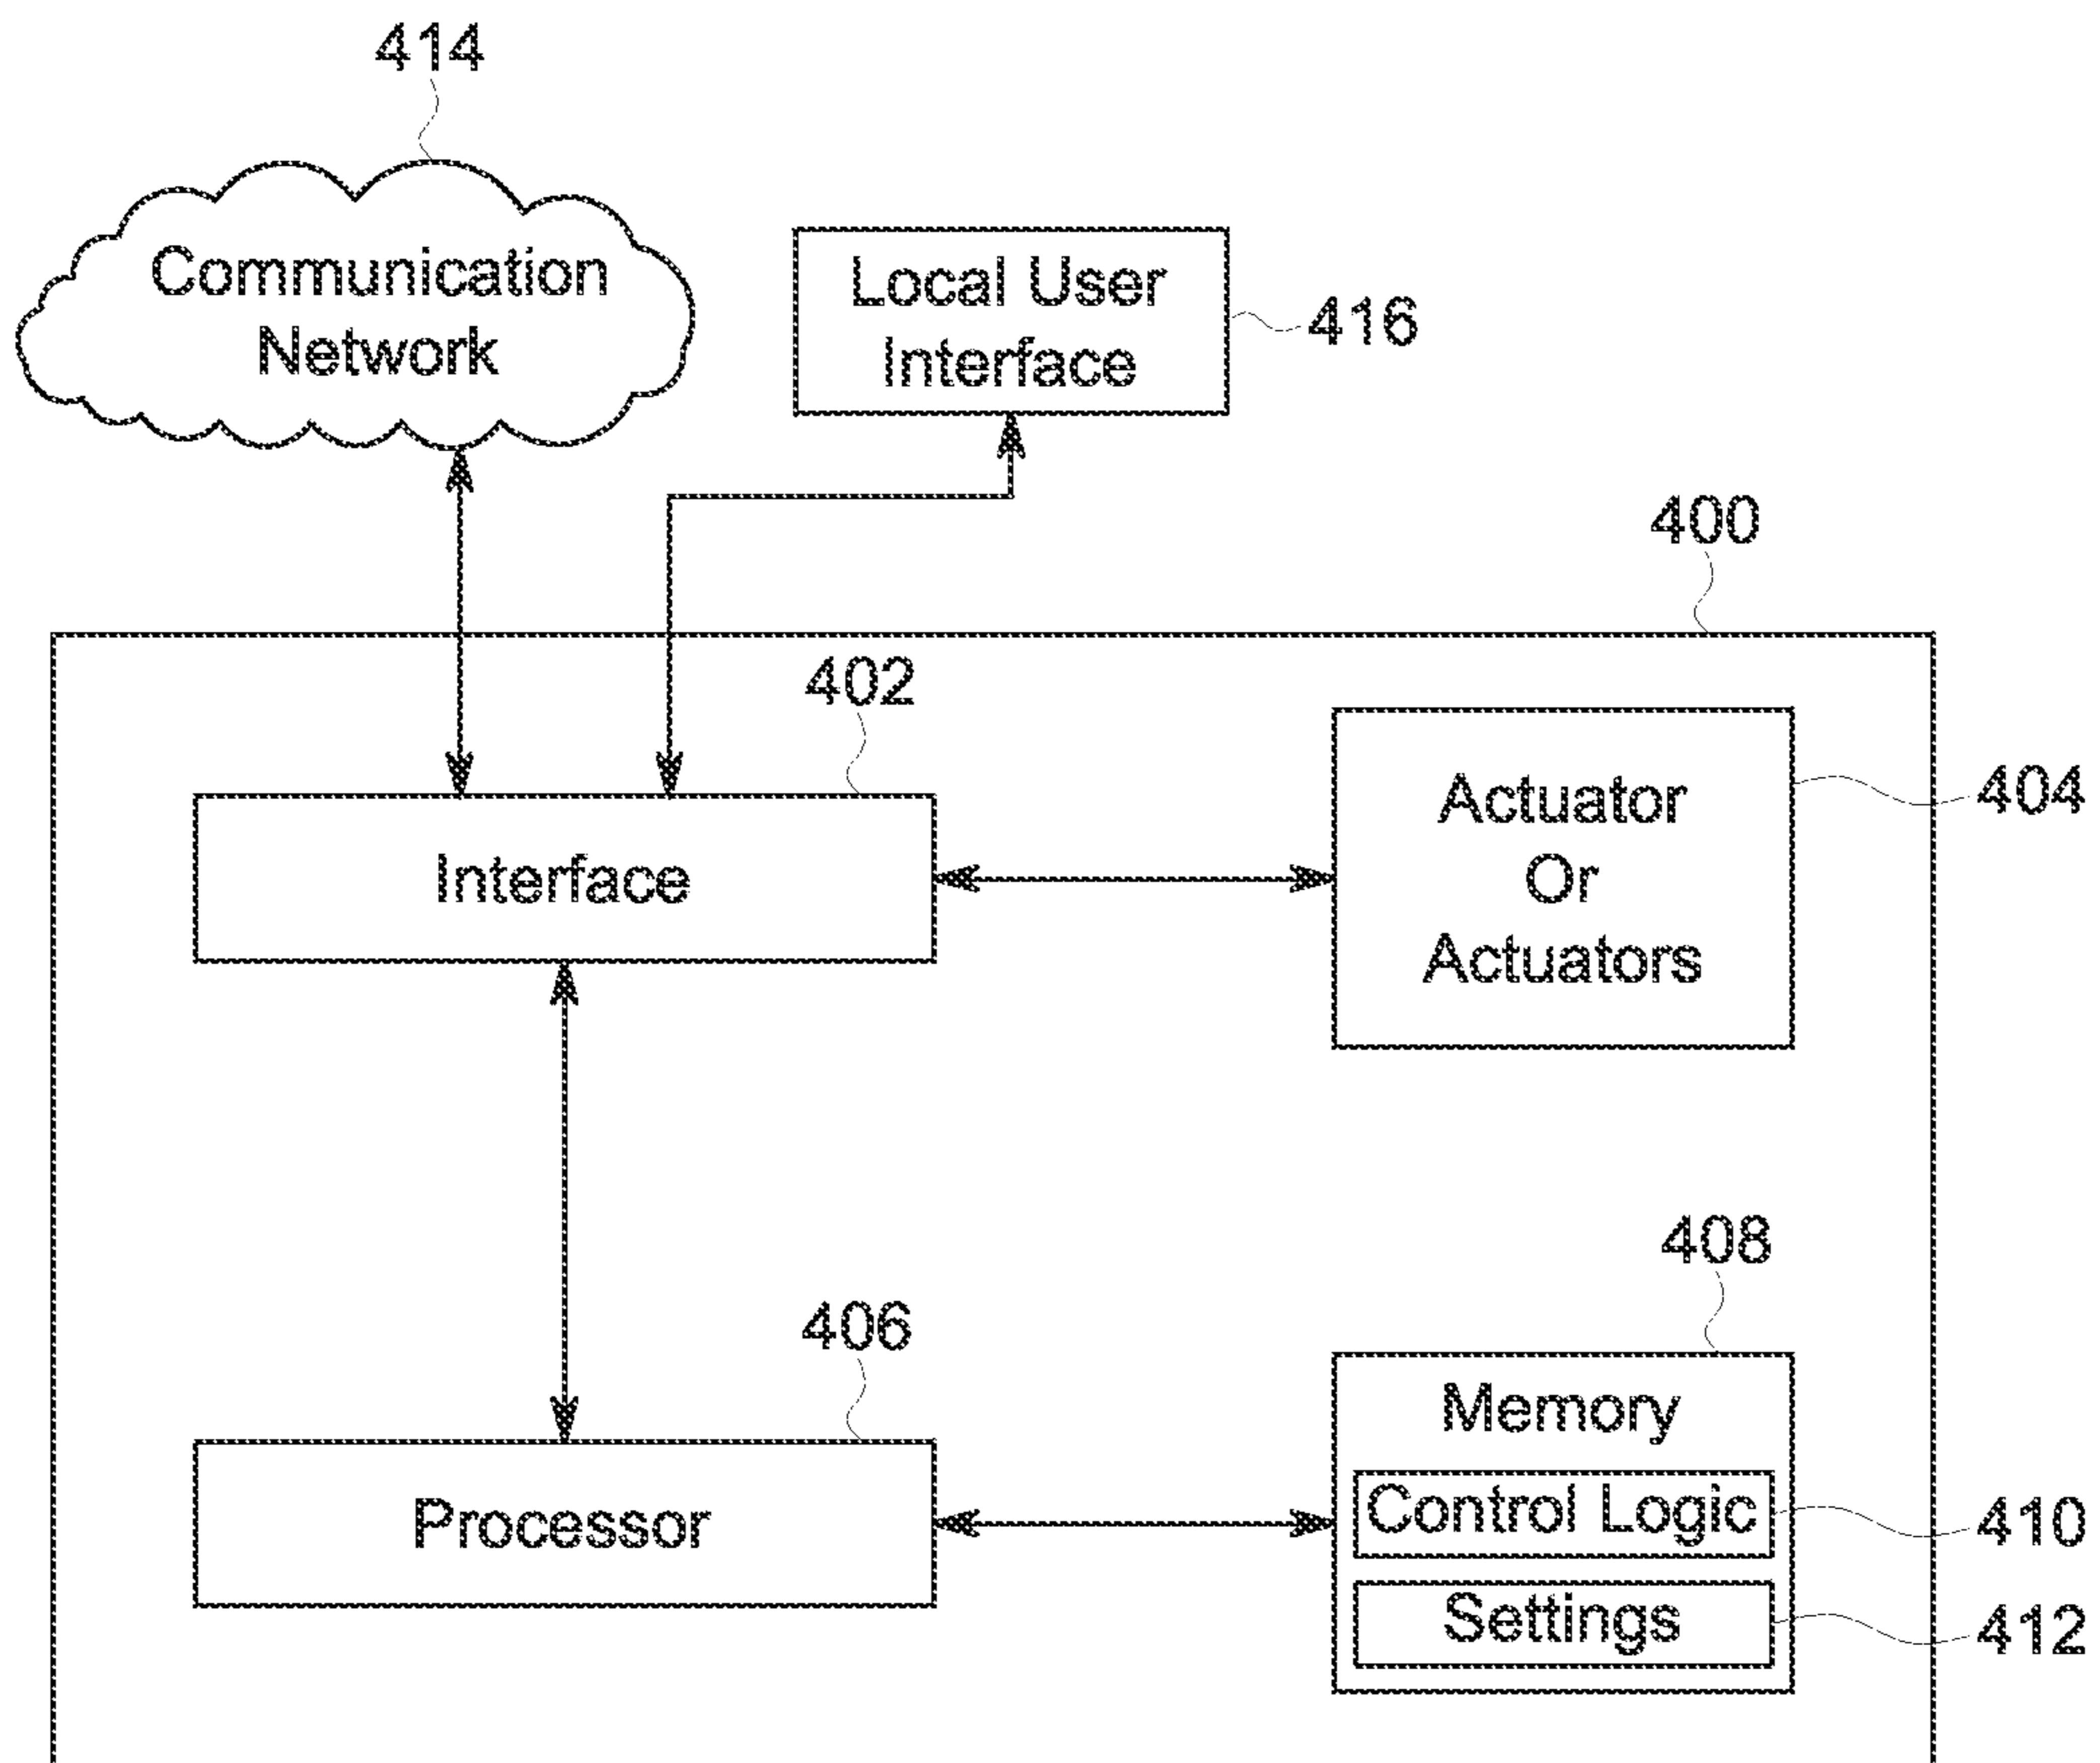 414
Communication
Network
Local User
Interface
416
400
402
Interface
Actuator
Or
Actuators
404
408
406
Processor
Memory
Control Logic
410
Settings
412